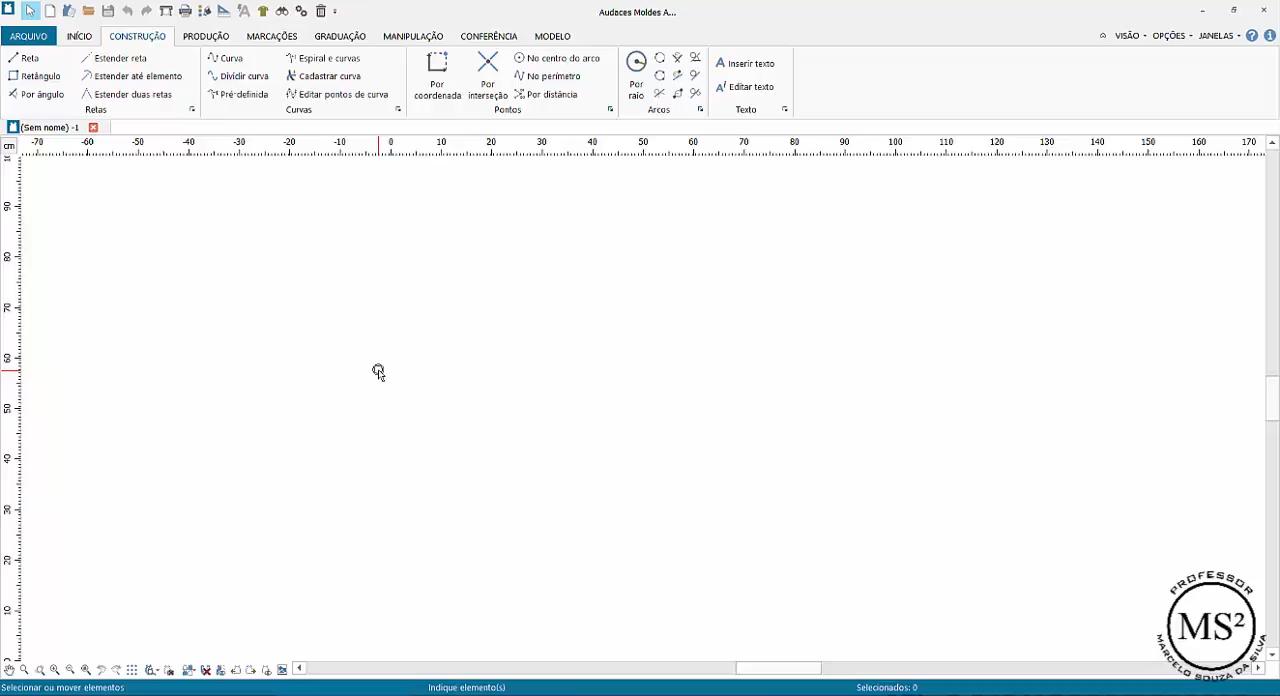 Audaces Moldes A...
ARQUIVO INÍCIO CONSTRUÇÃO PRODUÇÃO MARCAÇÕES GRADUAÇÃO MANIPULAÇÃO CONFERÊNCIA MODELO VISÃO OPÇÕES JANELAS
Reta Estender reta Curva Espiral e curvas No centro do arco Inserir texto
Retângulo Estender até elemento Dividir curva Cadastrar curva Por coordenada Por interseção No perímetro Por raio Editar texto
Por ângulo Estender duas retas Pré-definida Editar pontos de curva Por distância
Retas Curvas Pontos Arcos Texto
(Sem nome) -1
cm -70 -60 -50 -40 -30 -20 -10 0 10 20 30 40 50 60 70 80 90 100 110 120 130 140 150 160 170
90
80
70
60
50
40
30
20
10
PROFESSOR
MS²
MARCELO SOUZA DA SILVA
Selecionar ou mover elementos Indique elemento(s) Selecionados: 0